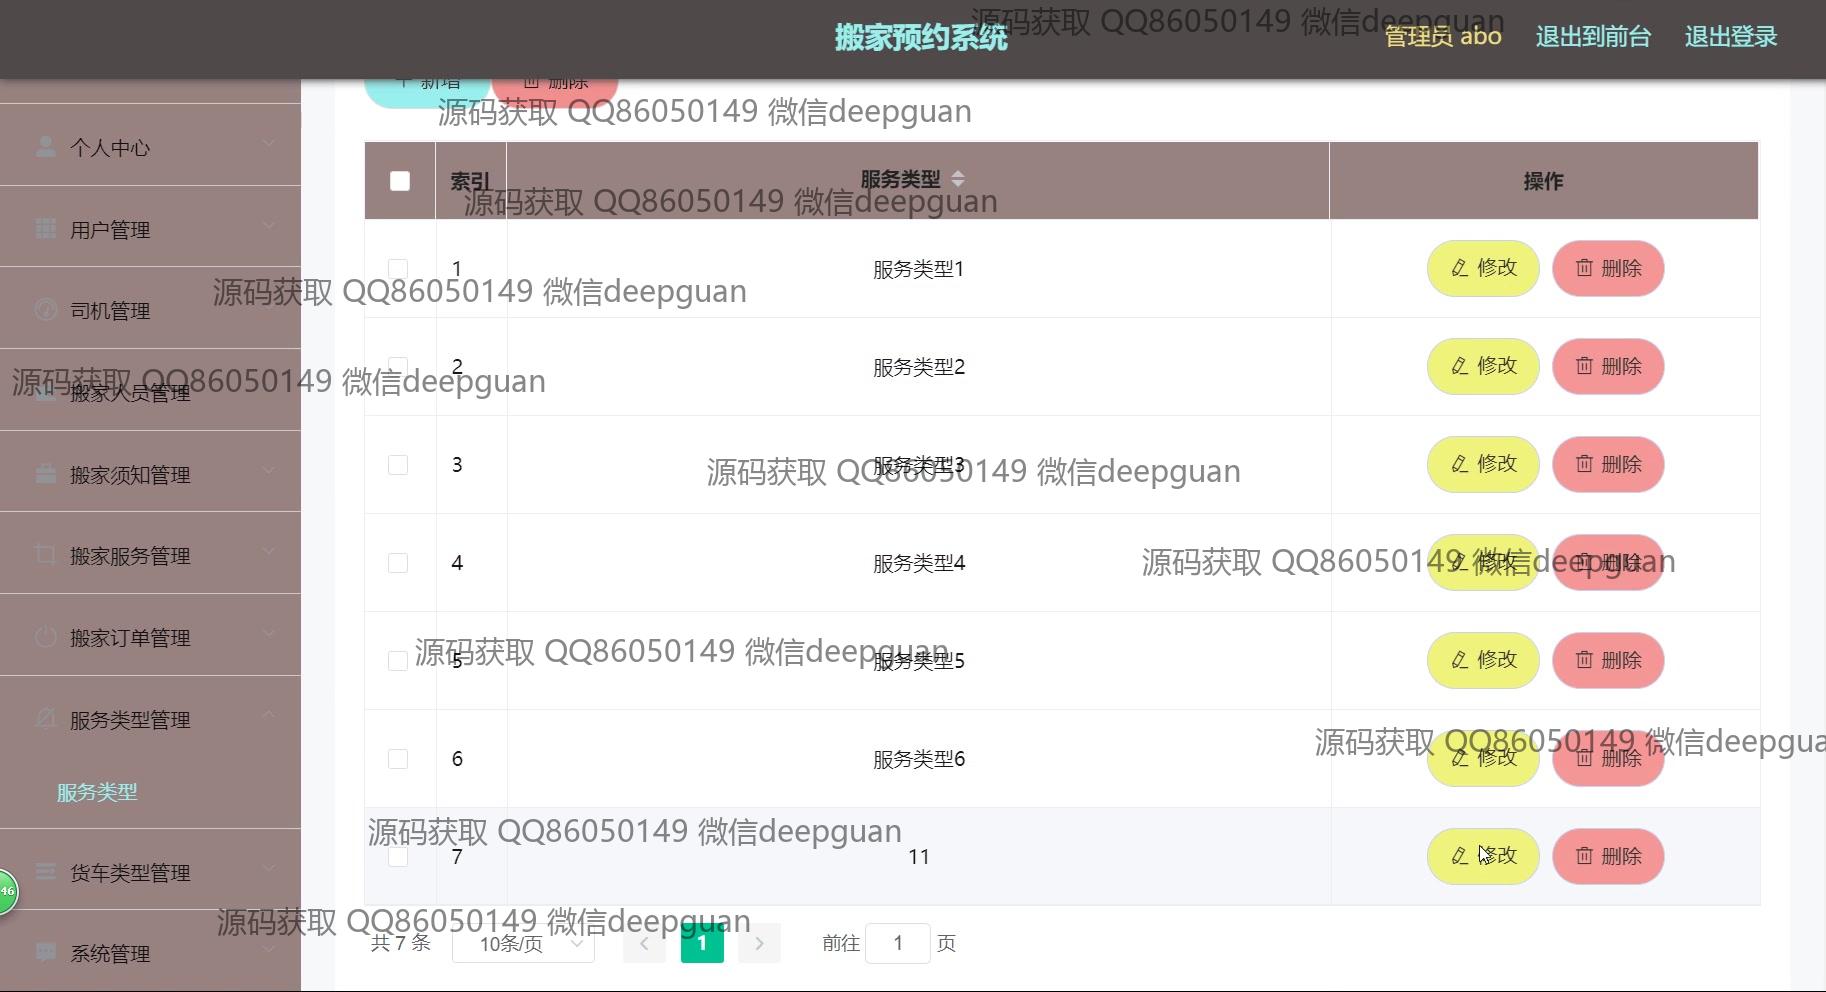 搬家预约系统
源码获取 QQ86050149 微信deepguan
管理员 abo
退出到前台
退出登录
新增
删除
源码获取 QQ86050149 微信deepguan
个人中心
用户管理
司机管理
搬家人员管理
搬家须知管理
搬家服务管理
搬家订单管理
服务类型管理
服务类型
货车类型管理
系统管理
46
索引 服务类型 操作
源码获取 QQ86050149 微信deepguan
1 服务类型1 修改 删除
源码获取 QQ86050149 微信deepguan
2 服务类型2 修改 删除
源码获取 QQ86050149 微信deepguan
3 服务类型3 修改 删除
源码获取 QQ86050149 微信deepguan
4 服务类型4 修改 删除
源码获取 QQ86050149 微信deepguan
5 服务类型5 修改 删除
源码获取 QQ86050149 微信deepguan
6 服务类型6 修改 删除
源码获取 QQ86050149 微信deepgua
源码获取 QQ86050149 微信deepguan
7 11 修改 删除
源码获取 QQ86050149 微信deepguan
共 7 条 10条/页 1 前往 1 页